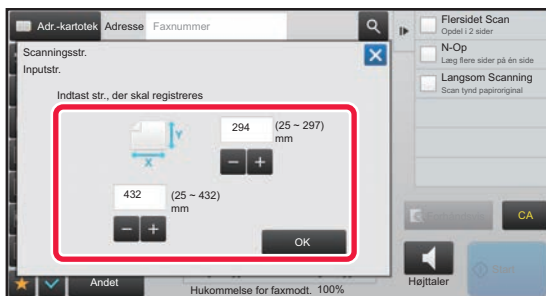 Adr.-kartotek Adresse Faxnummer
Scanningsstr.
Inputstr.
Indtast str., der skal registreres
Y
X
294 (25 ~ 297)
mm
432 (25 ~ 432)
mm
OK
Flersidet Scan
Opdel i 2 sider
N-Op
Læg flere sider på én side
Langsom Scanning
Scan tynd papiroriginal
CA
Højttaler
Start
Andet
Hukommelse for faxmodt. 100%